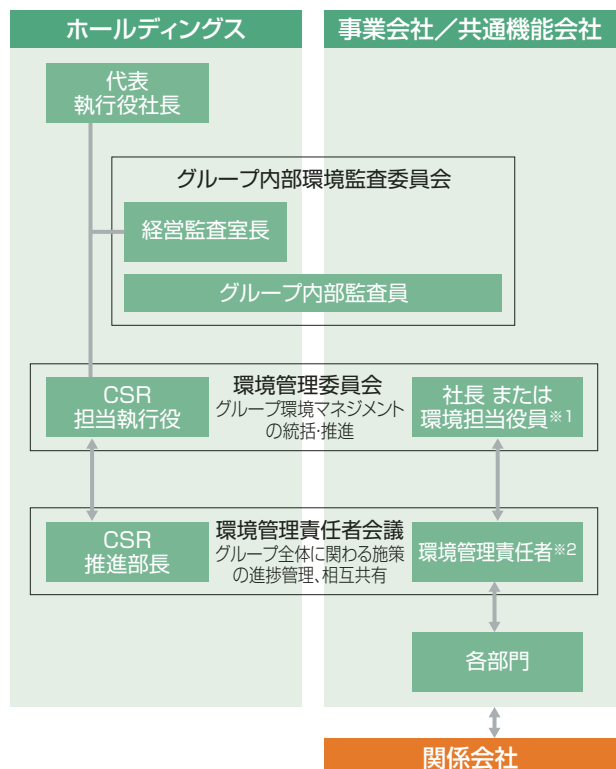 ホールディングス
事業会社／共通機能会社
代表
執行役社長
グループ内部環境監査委員会
経営監査室長
グループ内部監査員
CSR
担当執行役
環境管理委員会
グループ環境マネジメント
の統括・推進
社長 または
環境担当役員※1
CSR
推進部長
環境管理責任者会議
グループ全体に関わる施策
の進捗管理、相互共有
環境管理責任者※2
各部門
関係会社